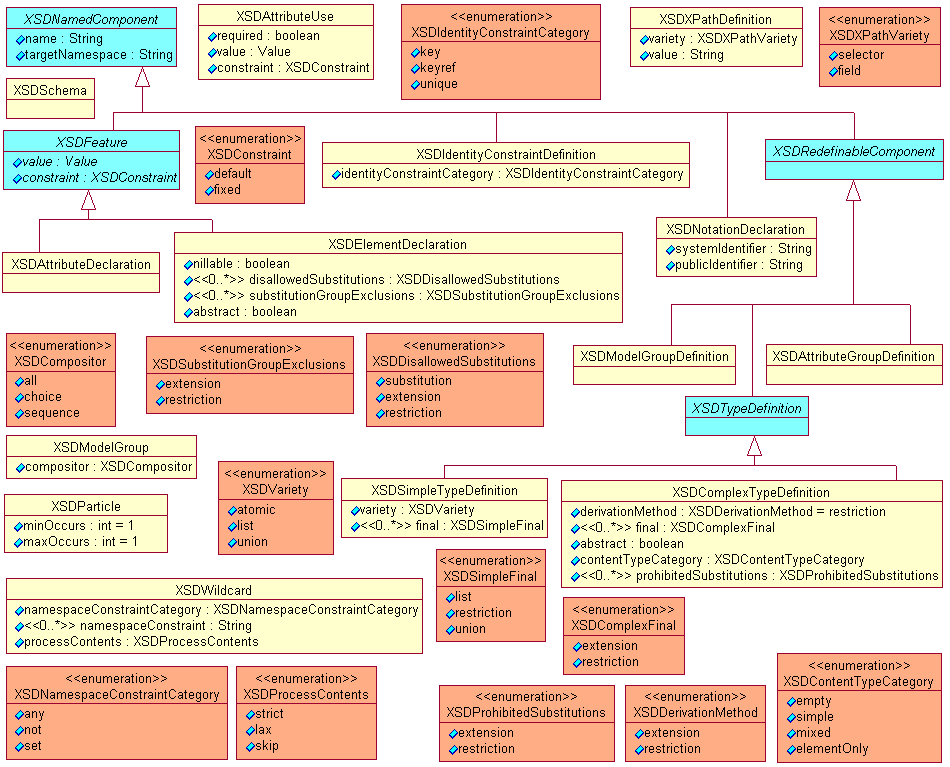 XSDNamedComponent
name : String
targetNamespace : String
XSDAttributeUse
required : boolean
value : Value
constraint : XSDConstraint
<<enumeration>>
XSDIdentityConstraintCategory
key
keyref
unique
XSDXPathDefinition
variety : XSDXPathVariety
value : String
<<enumeration>>
XSDXPathVariety
selector
field
XSDSchema
XSDFeature
value : Value
constraint : XSDConstraint
<<enumeration>>
XSDConstraint
default
fixed
XSDIdentityConstraintDefinition
identityConstraintCategory : XSDIdentityConstraintCategory
XSDRedefinableComponent
XSDAttributeDeclaration
XSDElementDeclaration
nillable : boolean
<<0..*>> disallowedSubstitutions : XSDDisallowedSubstitutions
<<0..*>> substitutionGroupExclusions : XSDSubstitutionGroupExclusions
abstract : boolean
XSDNotationDeclaration
systemIdentifier : String
publicIdentifier : String
<<enumeration>>
XSDCompositor
all
choice
sequence
<<enumeration>>
XSDSubstitutionGroupExclusions
extension
restriction
<<enumeration>>
XSDDisallowedSubstitutions
substitution
extension
restriction
XSDModelGroupDefinition
XSDAttributeGroupDefinition
XSDTypeDefinition
XSDModelGroup
compositor : XSDCompositor
XSDParticle
minOccurs : int = 1
maxOccurs : int = 1
<<enumeration>>
XSDVariety
atomic
list
union
XSDSimpleTypeDefinition
variety : XSDVariety
<<0..*>> final : XSDSimpleFinal
XSDComplexTypeDefinition
derivationMethod : XSDDerivationMethod = restriction
<<0..*>> final : XSDComplexFinal
abstract : boolean
contentTypeCategory : XSDContentTypeCategory
<<0..*>> prohibitedSubstitutions : XSDProhibitedSubstitutions
XSDWildcard
namespaceConstraintCategory : XSDNamespaceConstraintCategory
<<0..*>> namespaceConstraint : String
processContents : XSDProcessContents
<<enumeration>>
XSDSimpleFinal
list
restriction
union
<<enumeration>>
XSDComplexFinal
extension
restriction
<<enumeration>>
XSDNamespaceConstraintCategory
any
not
set
<<enumeration>>
XSDProcessContents
strict
lax
skip
<<enumeration>>
XSDProhibitedSubstitutions
extension
restriction
<<enumeration>>
XSDDerivationMethod
extension
restriction
<<enumeration>>
XSDContentTypeCategory
empty
simple
mixed
elementOnly